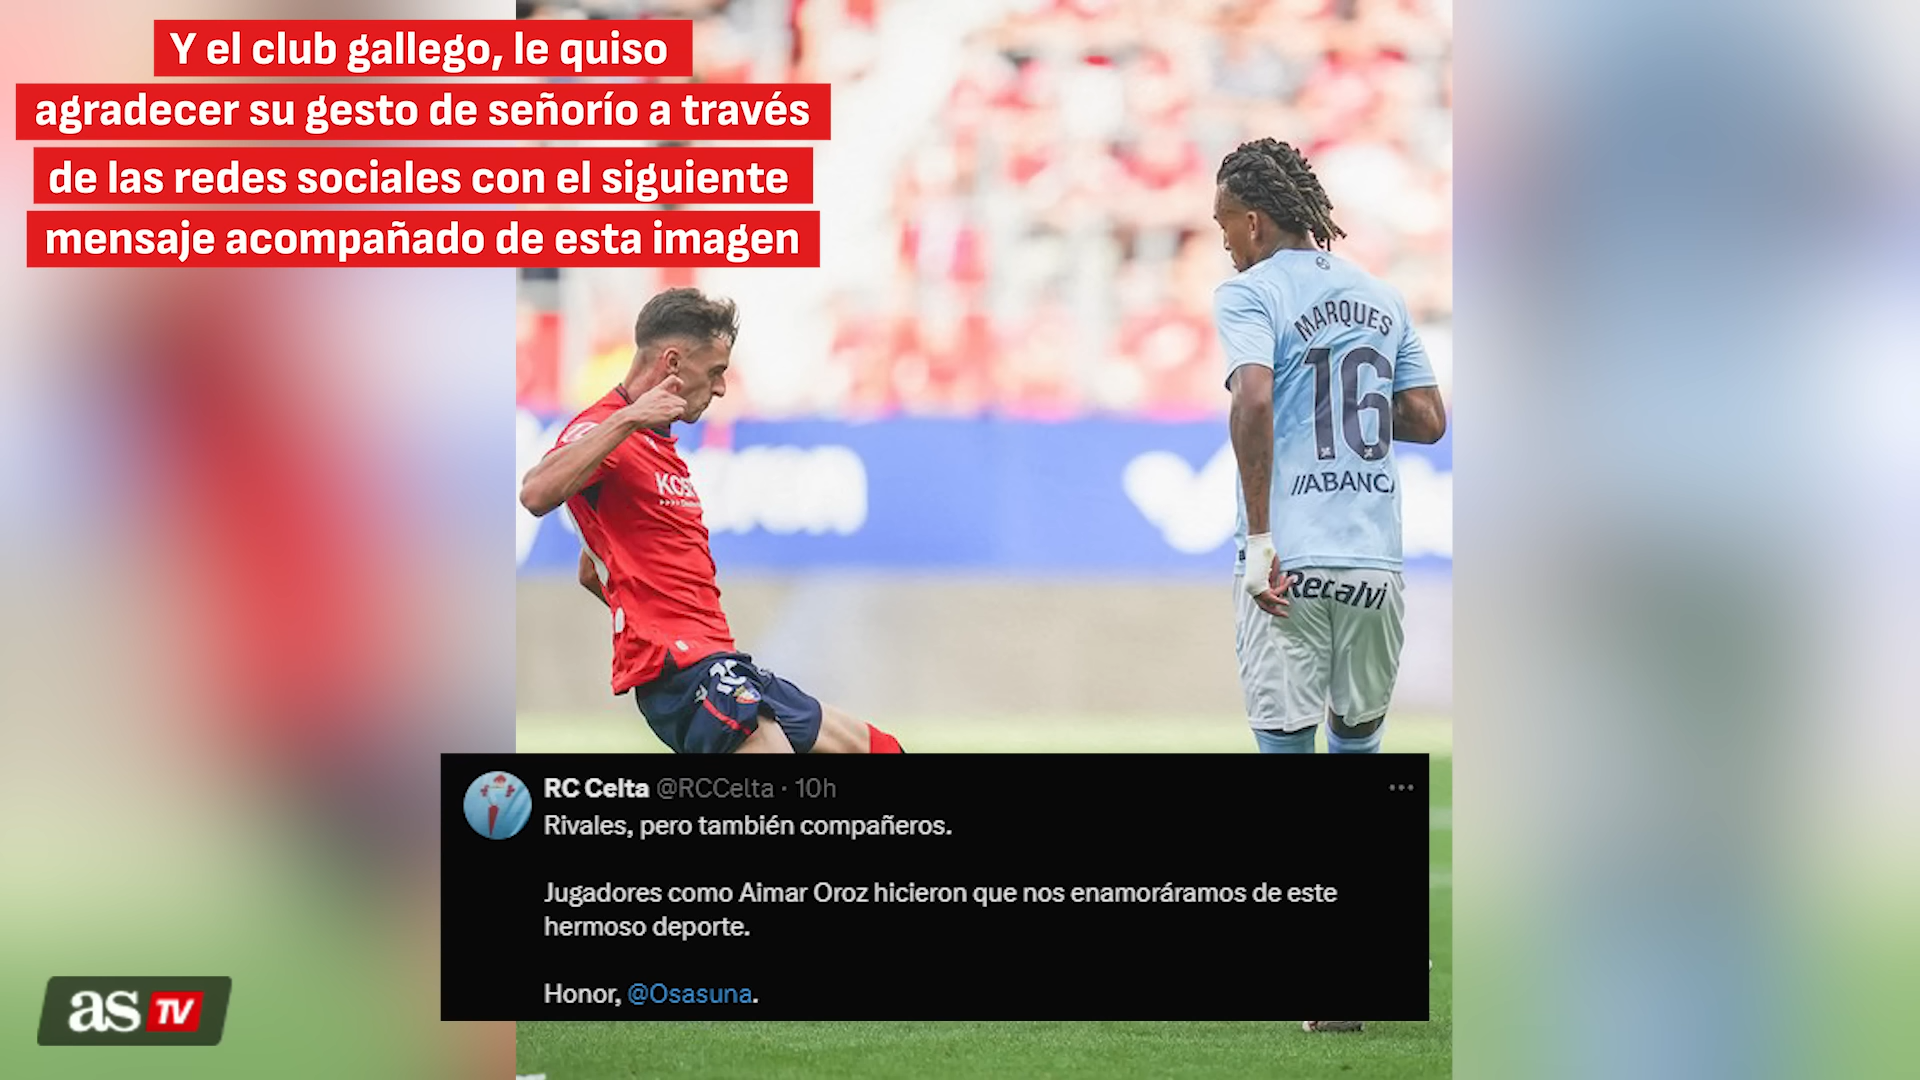 Y el club gallego, le quiso
agradecer su gesto de señorío a través
de las redes sociales con el siguiente
mensaje acompañado de esta imagen
MARQUES
16
//ABANCA
Recalvi
RC Celta @RCCelta · 10h
Rivales, pero también compañeros.
Jugadores como Aimar Oroz hicieron que nos enamoráramos de este
hermoso deporte.
Honor, @Osasuna.
as TV